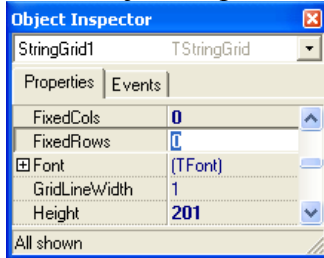 Object Inspector
StringGrid1 TStringGrid
Properties Events
FixedCols 0
FixedRows 0
Font (TFont)
GridLineWidth 1
Height 201
All shown